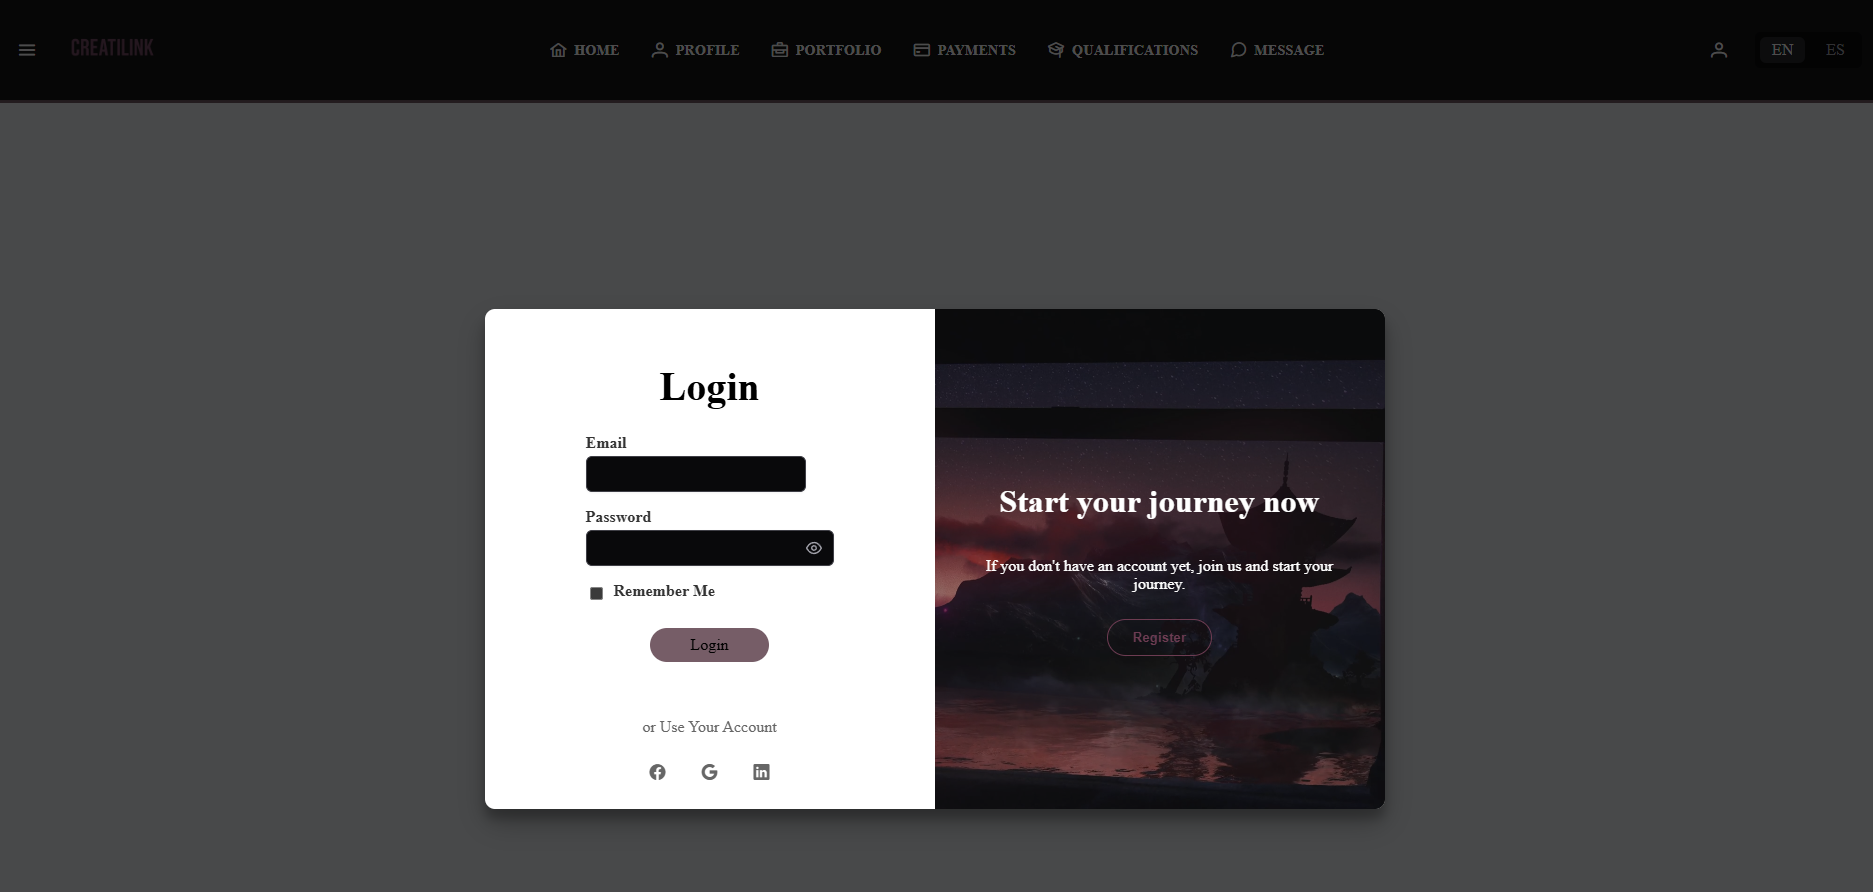 CREATILINK
HOME
PROFILE
PORTFOLIO
PAYMENTS
QUALIFICATIONS
MESSAGE
EN
ES
Login
Email
Password
Remember Me
Login
or Use Your Account
Start your journey now
If you don't have an account yet, join us and start your
journey.
Register